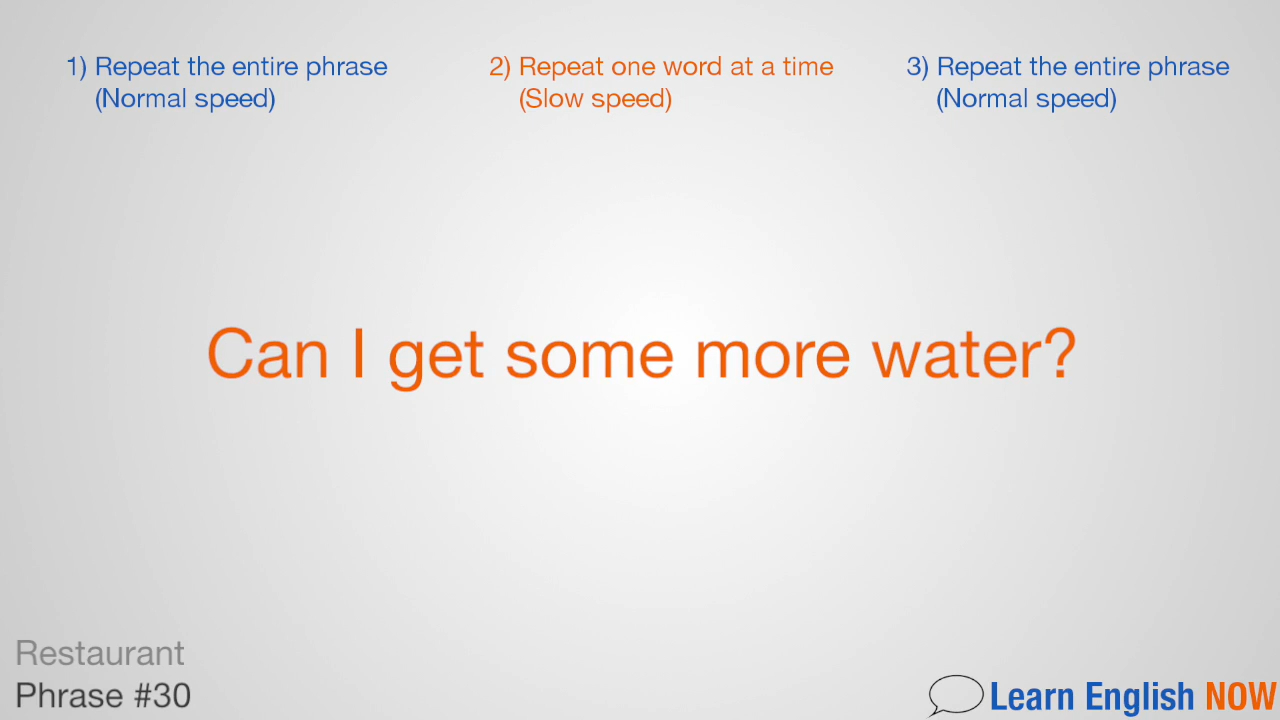 1) Repeat the entire phrase
(Normal speed)
2) Repeat one word at a time
(Slow speed)
3) Repeat the entire phrase
(Normal speed)
Can I get some more water?
Restaurant
Phrase #30
Learn English NOW